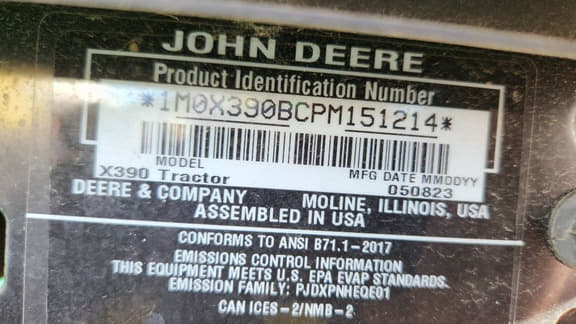 JOHN DEERE
Product Identification Number
*1M0X390BCPM151214*
MODEL MFG DATE MMDDYY
X390 Tractor 050823
DEERE & COMPANY MOLINE, ILLINOIS, USA
ASSEMBLED IN USA
CONFORMS TO ANSI B71.1-2017
EMISSIONS CONTROL INFORMATION
THIS EQUIPMENT MEETS U.S. EPA EVAP STANDARDS.
EMISSION FAMILY: PJDXPNHEQE01
CAN ICES-2/NMB-2